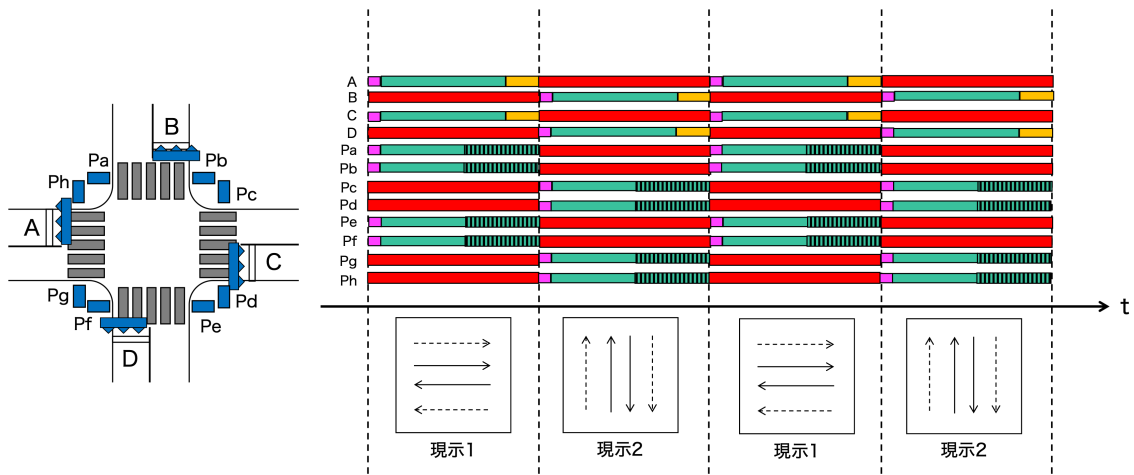 B
Pa
Pb
Ph
Pc
A
C
Pg
Pd
Pf
Pe
D
A
B
C
D
Pa
Pb
Pc
Pd
Pe
Pf
Pg
Ph
t
現示1
現示2
現示1
現示2